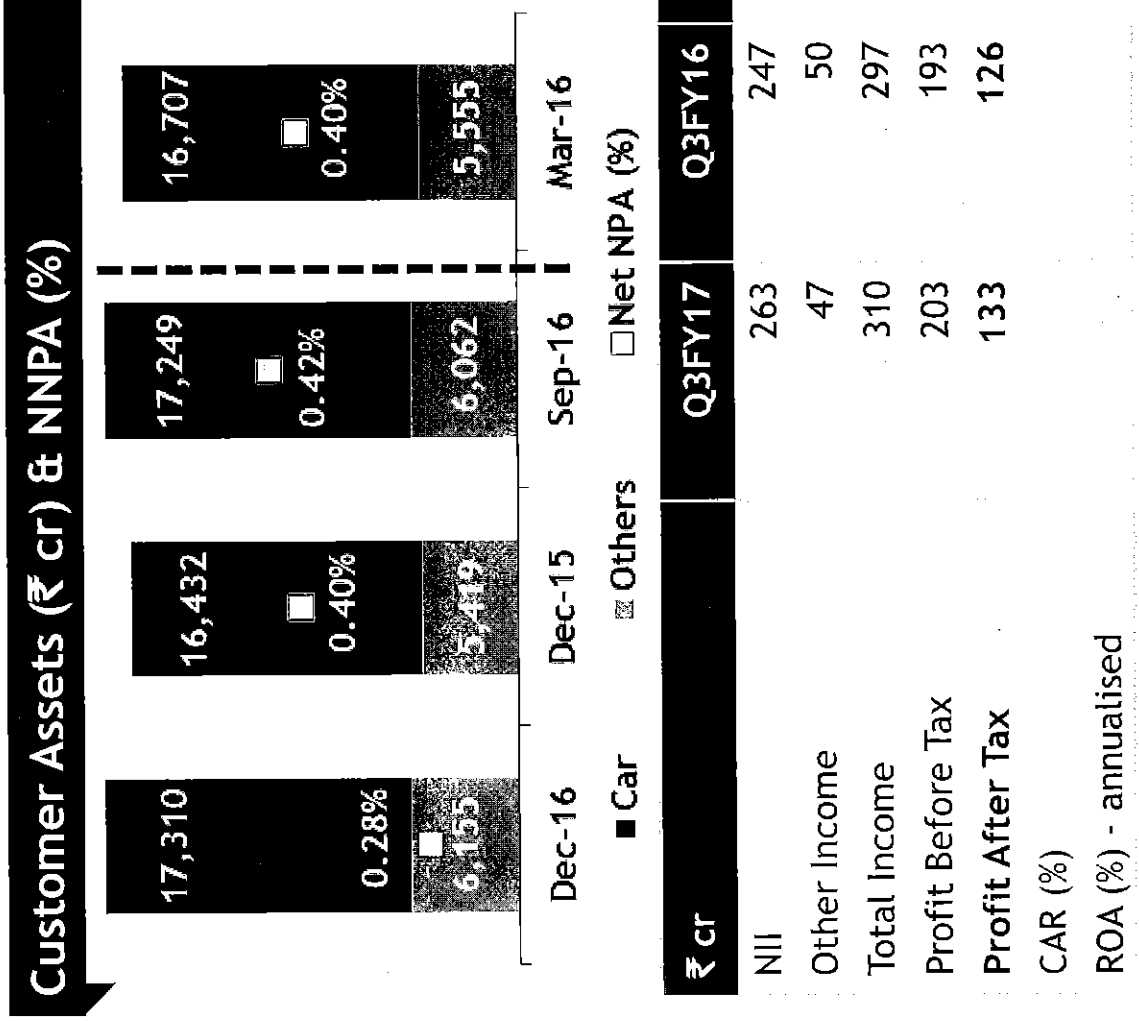 Customer Assets (₹ cr) & NNPA (%)
17,310 16,432 17,249 16,707
0.28% 0.40% 0.42% 0.40%
6,155 5,419 6,062 5,555
Dec-16 Dec-15 Sep-16 Mar-16
Car Others Net NPA (%)
₹ cr Q3FY17 Q3FY16
NII 263 247
Other Income 47 50
Total Income 310 297
Profit Before Tax 203 193
Profit After Tax 133 126
CAR (%)
ROA (%) - annualised